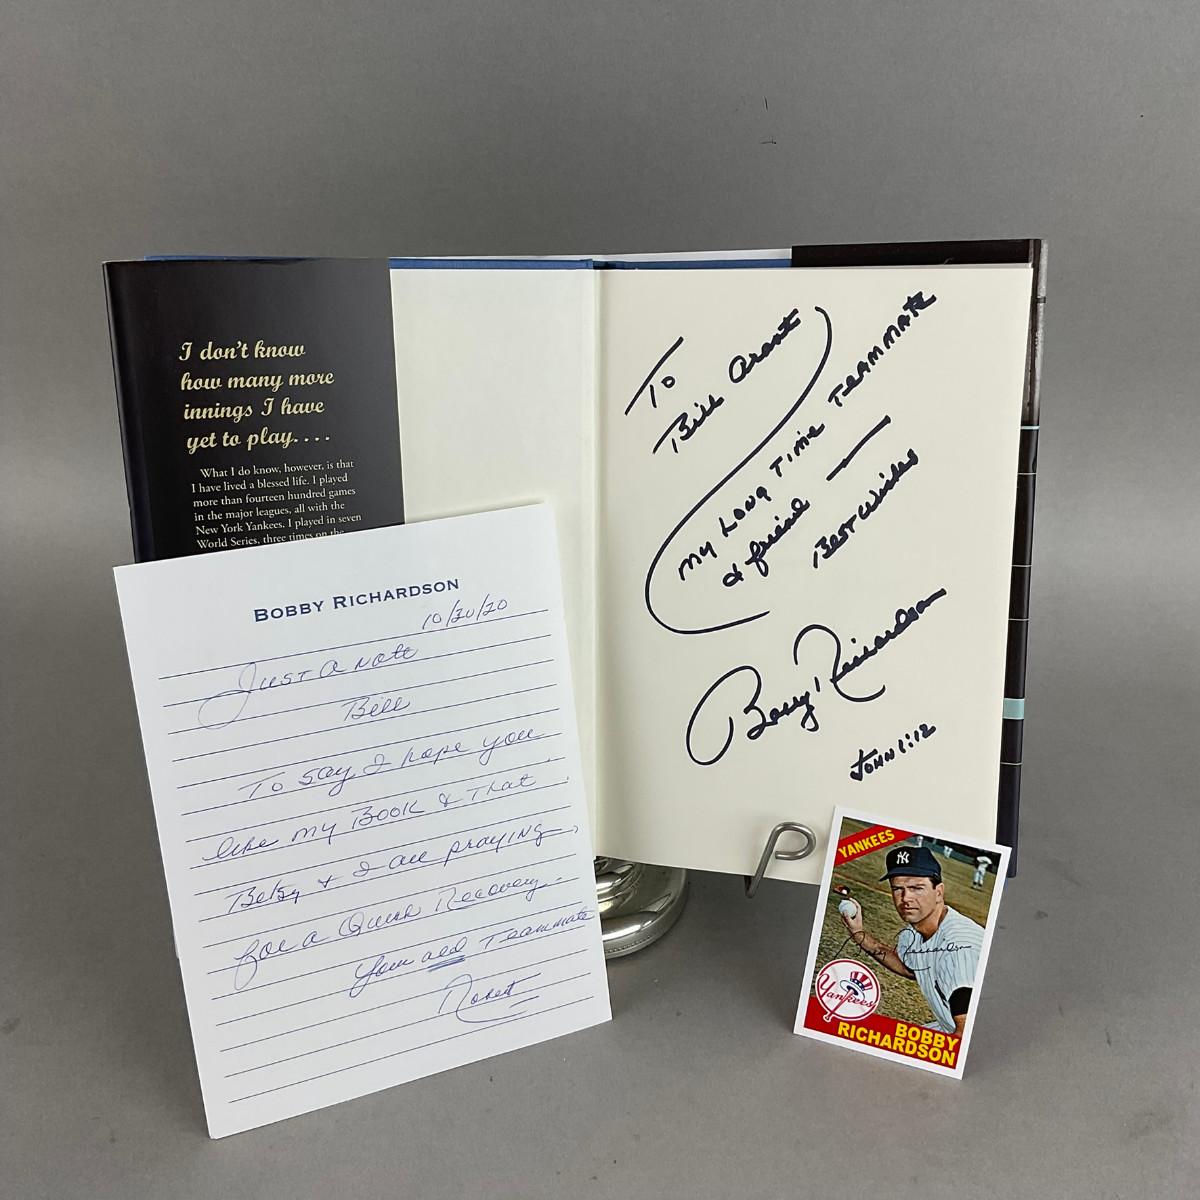 I don't know
how many more
innings I have
yet to play....
What I do know, however, is that
I have lived a blessed life. I played
more than fourteen hundred games
in the major leagues, all with the
New York Yankees. I played in seven
World Series, three times on the
To
Bill Arant
My Long Time Teammate
& friend —
Best Wishes
Bobby Richardson
John 1:12
BOBBY RICHARDSON
10/30/20
Just a note
Bill
To say I hope you
like my Book & That
Betsy & I are praying
for a Quick Recovery—
Your old Teammate
Robert
YANKEES
NY
Bobby Richardson
Yankees
BOBBY
RICHARDSON